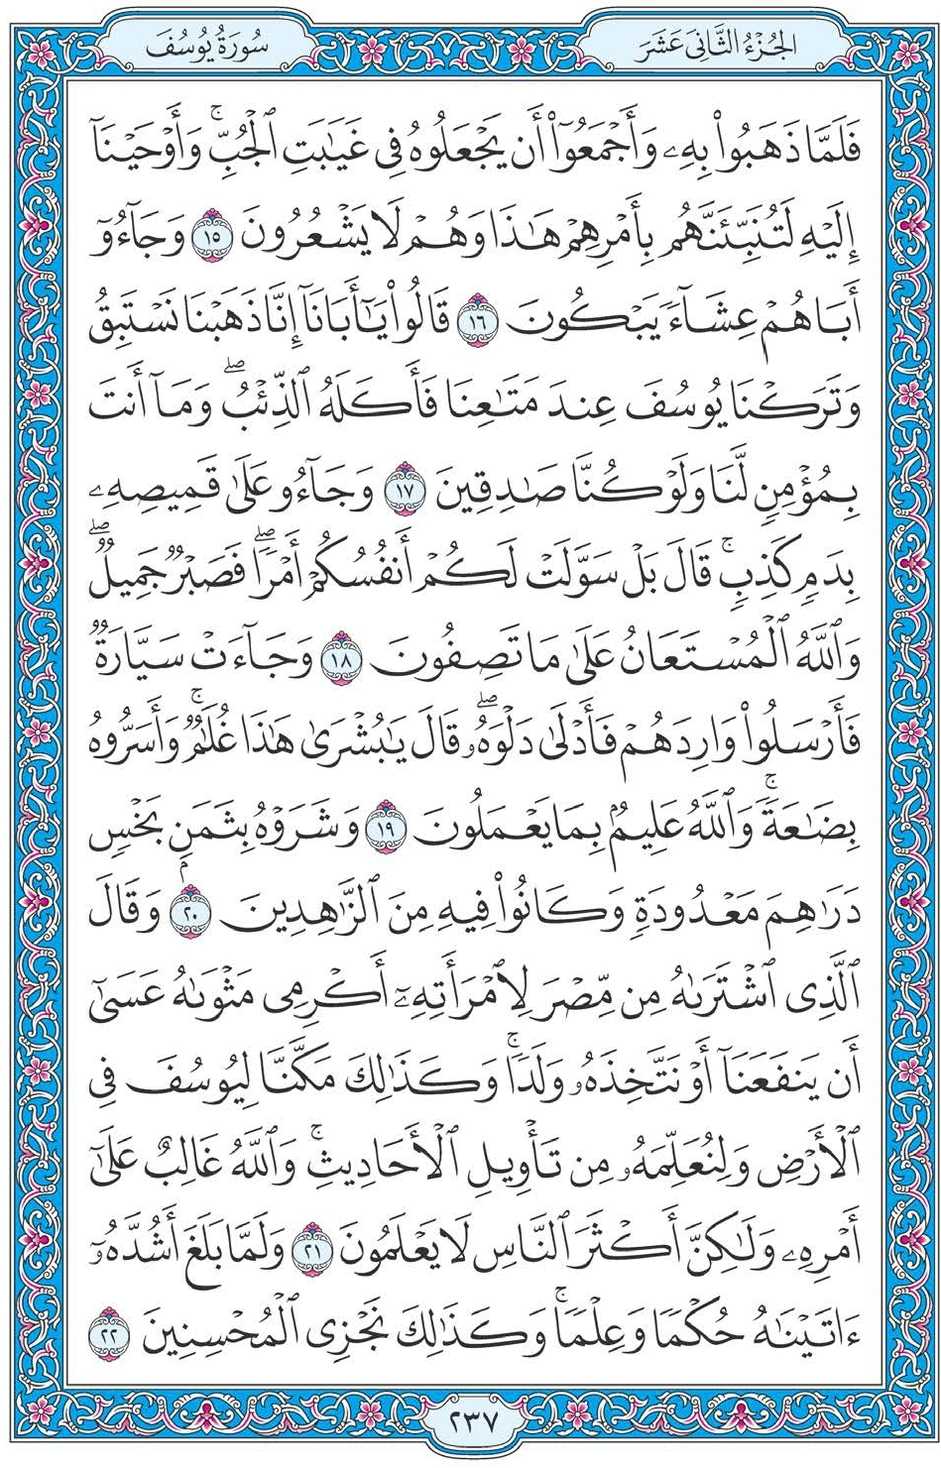 الجُزْءُ الثَّانِى عَشَرَ
سُورَةُ يُوسُفَ
فَلَمَّا ذَهَبُوا۟ بِهِۦ وَأَجْمَعُوٓا۟ أَن يَجْعَلُوهُ فِى غَيَٰبَتِ ٱلْجُبِّ ۚ وَأَوْحَيْنَآ
إِلَيْهِ لَتُنَبِّئَنَّهُم بِأَمْرِهِمْ هَٰذَا وَهُمْ لَا يَشْعُرُونَ ١٥ وَجَآءُوٓ
أَبَاهُمْ عِشَآءً يَبْكُونَ ١٦ قَالُوا۟ يَٰٓأَبَانَآ إِنَّا ذَهَبْنَا نَسْتَبِقُ
وَتَرَكْنَا يُوسُفَ عِندَ مَتَٰعِنَا فَأَكَلَهُ ٱلذِّئْبُ ۖ وَمَآ أَنتَ
بِمُؤْمِنٍ لَّنَا وَلَوْ كُنَّا صَٰدِقِينَ ١٧ وَجَآءُو عَلَىٰ قَمِيصِهِۦ
بِدَمٍ كَذِبٍ ۚ قَالَ بَلْ سَوَّلَتْ لَكُمْ أَنفُسُكُمْ أَمْرًا ۖ فَصَبْرٌ جَمِيلٌ ۖ
وَٱللَّهُ ٱلْمُسْتَعَانُ عَلَىٰ مَا تَصِفُونَ ١٨ وَجَآءَتْ سَيَّارَةٌ
فَأَرْسَلُوا۟ وَارِدَهُمْ فَأَدْلَىٰ دَلْوَهُۥ ۖ قَالَ يَٰبُشْرَىٰ هَٰذَا غُلَٰمٌ ۚ وَأَسَرُّوهُ
بِضَٰعَةً ۚ وَٱللَّهُ عَلِيمٌۢ بِمَا يَعْمَلُونَ ١٩ وَشَرَوْهُ بِثَمَنٍۭ بَخْسٍ
دَرَٰهِمَ مَعْدُودَةٍ وَكَانُوا۟ فِيهِ مِنَ ٱلزَّٰهِدِينَ ٢٠ وَقَالَ
ٱلَّذِى ٱشْتَرَىٰهُ مِن مِّصْرَ لِٱمْرَأَتِهِۦٓ أَكْرِمِى مَثْوَىٰهُ عَسَىٰٓ
أَن يَنفَعَنَآ أَوْ نَتَّخِذَهُۥ وَلَدًا ۚ وَكَذَٰلِكَ مَكَّنَّا لِيُوسُفَ فِى
ٱلْأَرْضِ وَلِنُعَلِّمَهُۥ مِن تَأْوِيلِ ٱلْأَحَادِيثِ ۚ وَٱللَّهُ غَالِبٌ عَلَىٰٓ
أَمْرِهِۦ وَلَٰكِنَّ أَكْثَرَ ٱلنَّاسِ لَا يَعْلَمُونَ ٢١ وَلَمَّا بَلَغَ أَشُدَّهُۥٓ
ءَاتَيْنَٰهُ حُكْمًا وَعِلْمًا ۚ وَكَذَٰلِكَ نَجْزِى ٱلْمُحْسِنِينَ ٢٢
٢٣٧